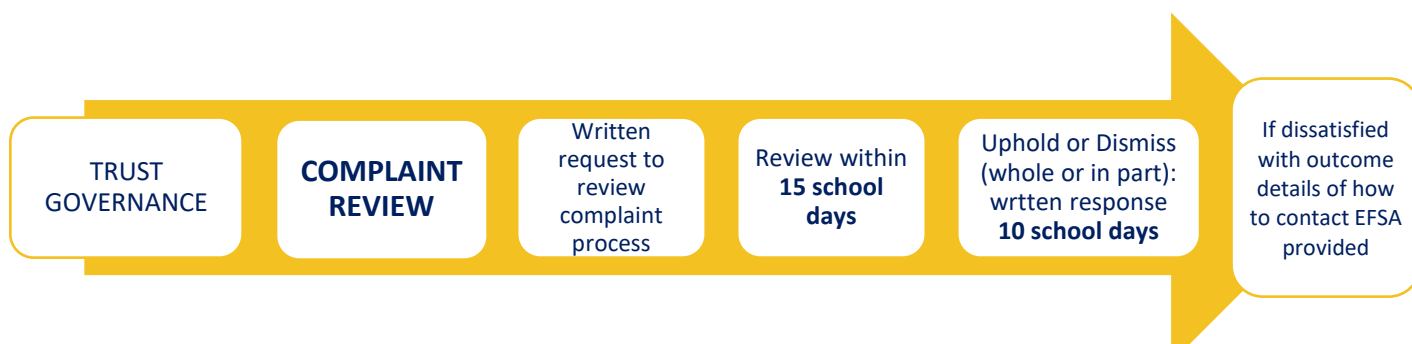 TRUST
GOVERNANCE
COMPLAINT
REVIEW
Written
request to
review
complaint
process
Review within
15 school
days
Uphold or Dismiss
(whole or in part):
wrtten response
10 school days
If dissatisfied
with outcome
details of how
to contact EFSA
provided